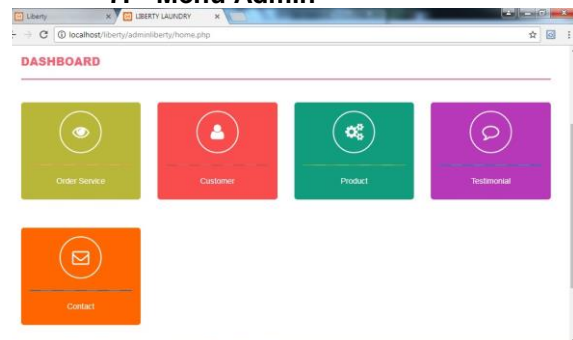 Menu Admin
Liberty
LIBERTY LAUNDRY
localhost/liberty/adminliberty/home.php
DASHBOARD
Order Service
Customer
Product
Testimonial
Contact